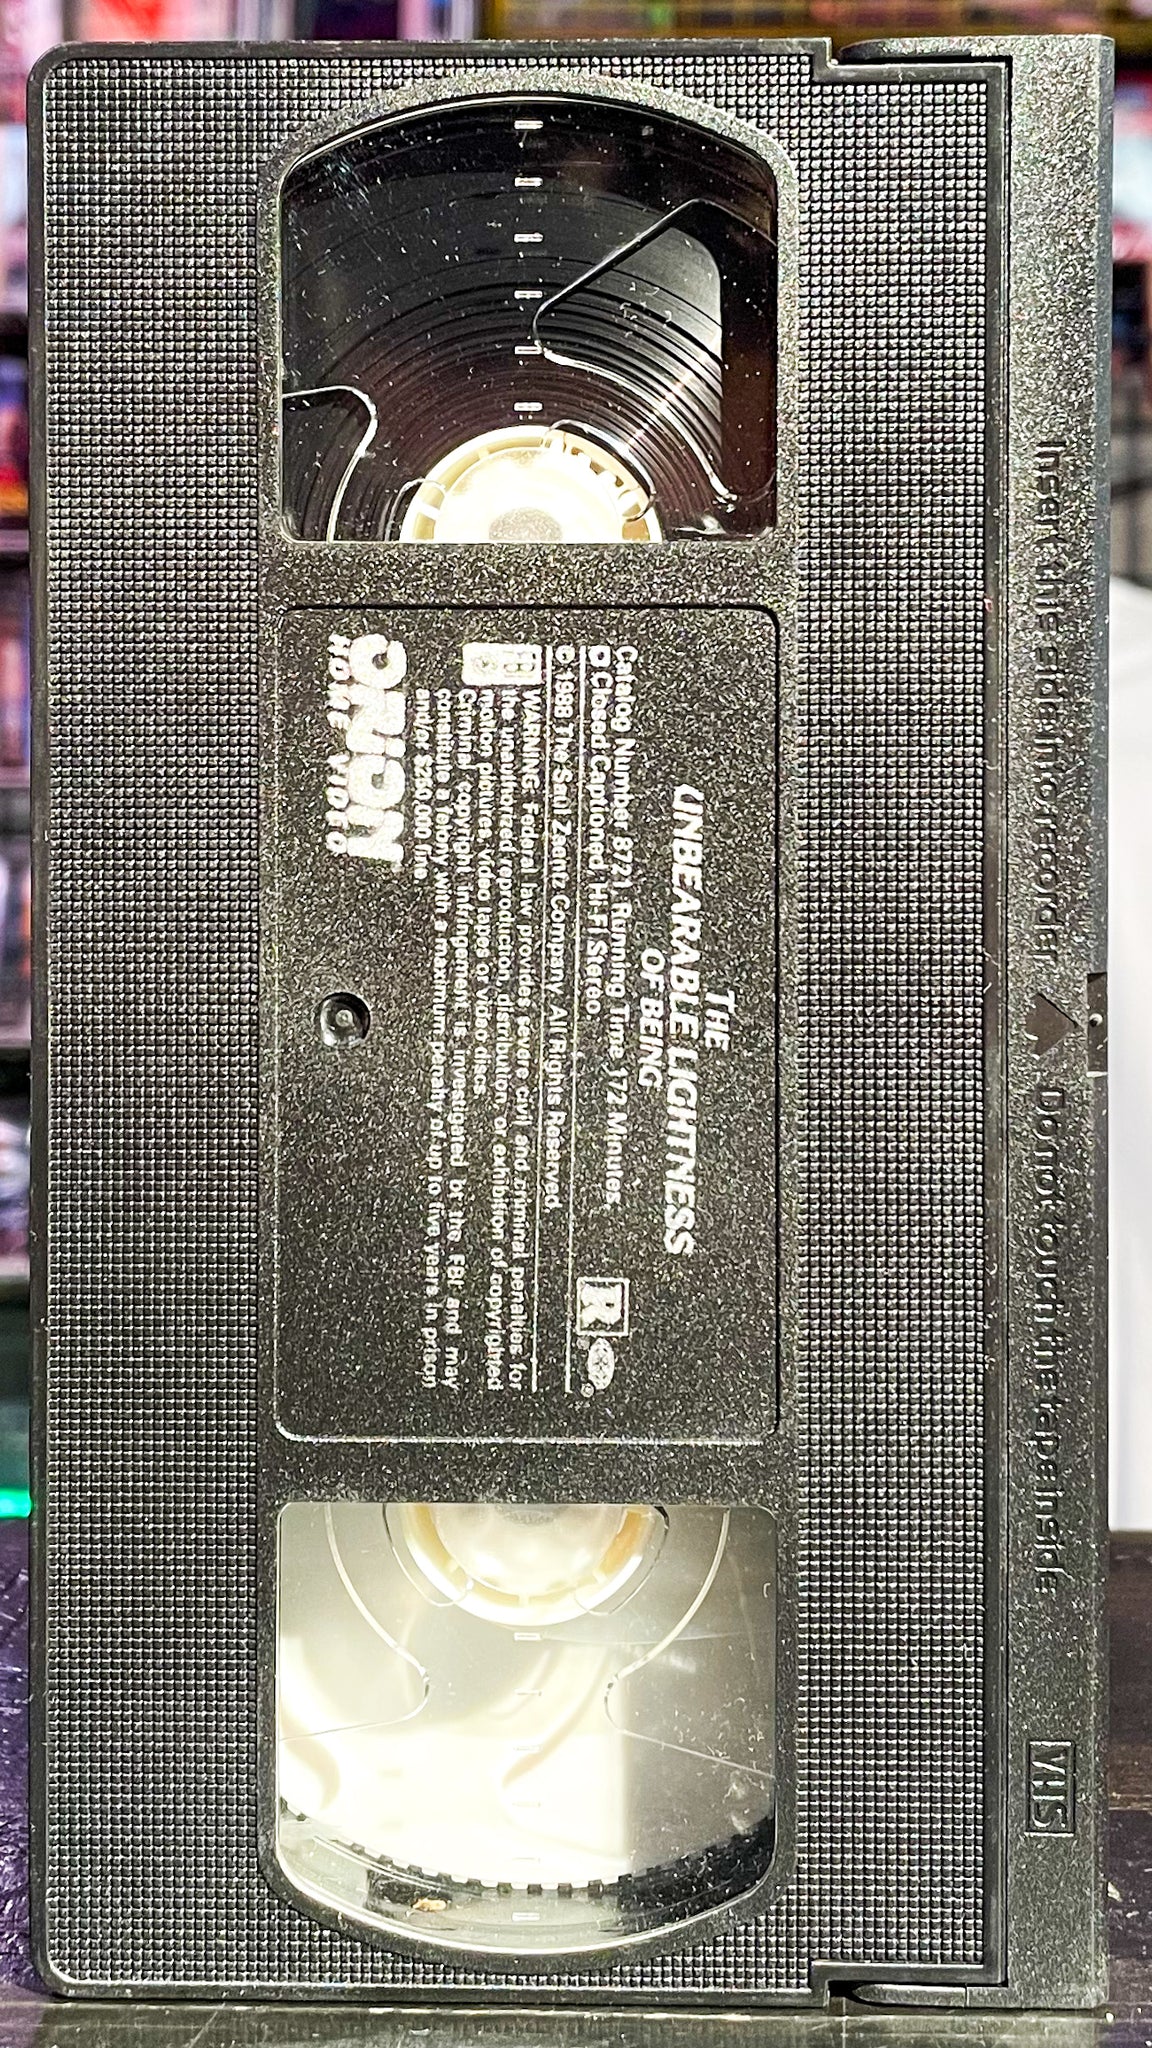 THE
UNBEARABLE LIGHTNESS
OF BEING
Catalog Number 8721 Running Time 172 Minutes
Closed Captioned Hi-Fi Stereo
R
© 1988 The Saul Zaentz Company. All Rights Reserved
FBI
WARNING: Federal law provides severe civil and criminal penalties for
the unauthorized reproduction, distribution or exhibition of copyrighted
motion pictures, video tapes or video discs.
Criminal copyright infringement is investigated by the FBI and may
constitute a felony with a maximum penalty of up to five years in prison
and/or a $250,000 fine.
ORION
HOME VIDEO
Insert this side into recorder
Do not touch the tape inside
VHS